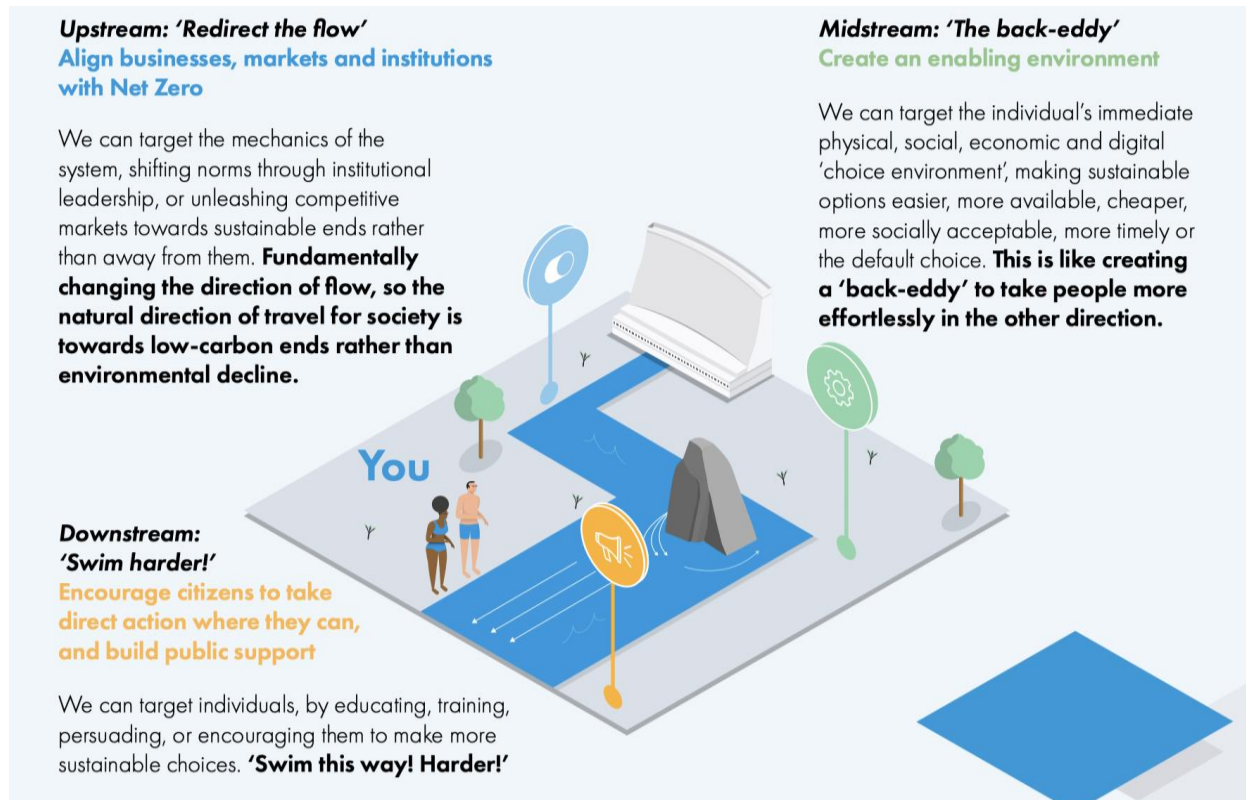 Upstream: ‘Redirect the flow’
Align businesses, markets and institutions
with Net Zero
We can target the mechanics of the
system, shifting norms through institutional
leadership, or unleashing competitive
markets towards sustainable ends rather
than away from them. Fundamentally
changing the direction of flow, so the
natural direction of travel for society is
towards low-carbon ends rather than
environmental decline.
Midstream: ‘The back-eddy’
Create an enabling environment
We can target the individual’s immediate
physical, social, economic and digital
‘choice environment’, making sustainable
options easier, more available, cheaper,
more socially acceptable, more timely or
the default choice. This is like creating
a ‘back-eddy’ to take people more
effortlessly in the other direction.
You
Downstream:
‘Swim harder!’
Encourage citizens to take
direct action where they can,
and build public support
We can target individuals, by educating, training,
persuading, or encouraging them to make more
sustainable choices. ‘Swim this way! Harder!’